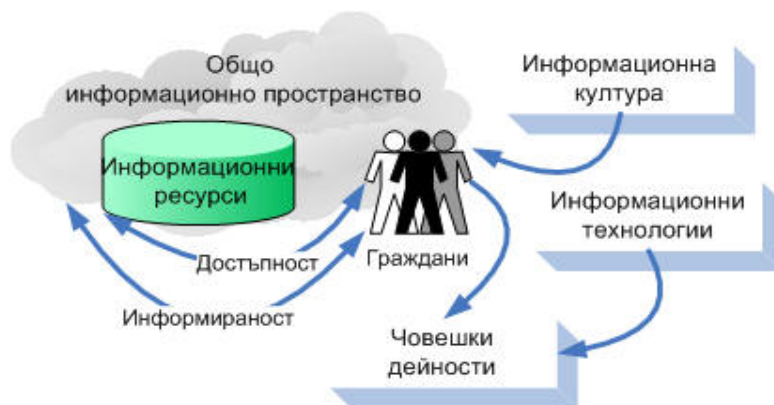 Общо
информационно пространство
Информационни
ресурси
Информационна
култура
Информационни
технологии
Достъпност
Граждани
Информираност
Човешки
дейности